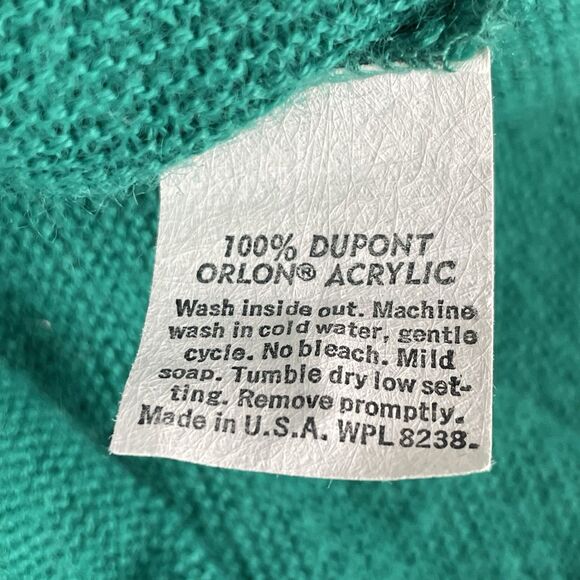 100% DUPONT
ORLON® ACRYLIC
Wash inside out. Machine
wash in cold water, gentle
cycle. No bleach. Mild
soap. Tumble dry low set-
ting. Remove promptly.
Made in U.S.A. WPL 8238-